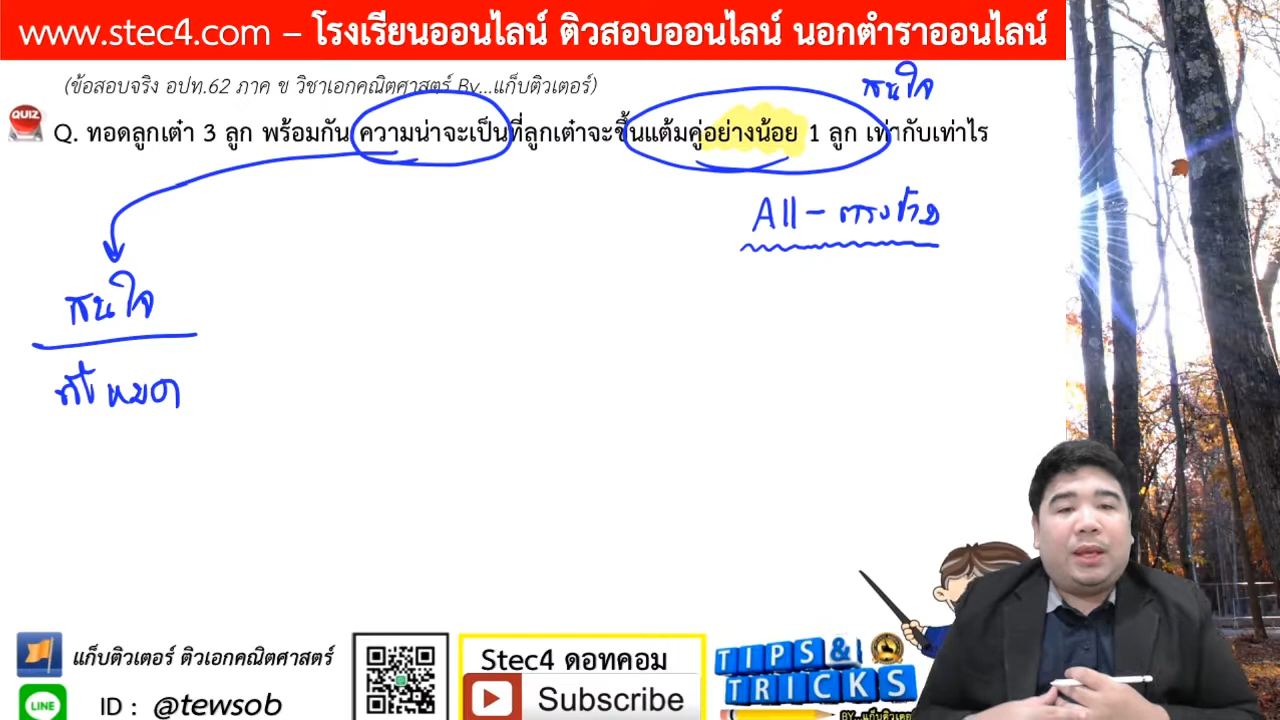 www.stec4.com – โรงเรียนออนไลน์ ติวสอบออนไลน์ นอกตำราออนไลน์
(ข้อสอบจริง อปท.62 ภาค ข วิชาเอกคณิตศาสตร์ By...แก็บติวเตอร์)
สนใจ
QUIZ
Q. ทอดลูกเต๋า 3 ลูก พร้อมกัน ความน่าจะเป็นที่ลูกเต๋าจะขึ้นแต้มคู่อย่างน้อย 1 ลูก เท่ากับเท่าไร
All - ตรงข้าม
สนใจ
ทั้งหมด
แก็บติวเตอร์ ติวเอกคณิตศาสตร์
LINE
ID : @tewsob
Stec4 ดอทคอม
Subscribe
TIPS &
TRICKS
BY...แก็บติวเตอร์